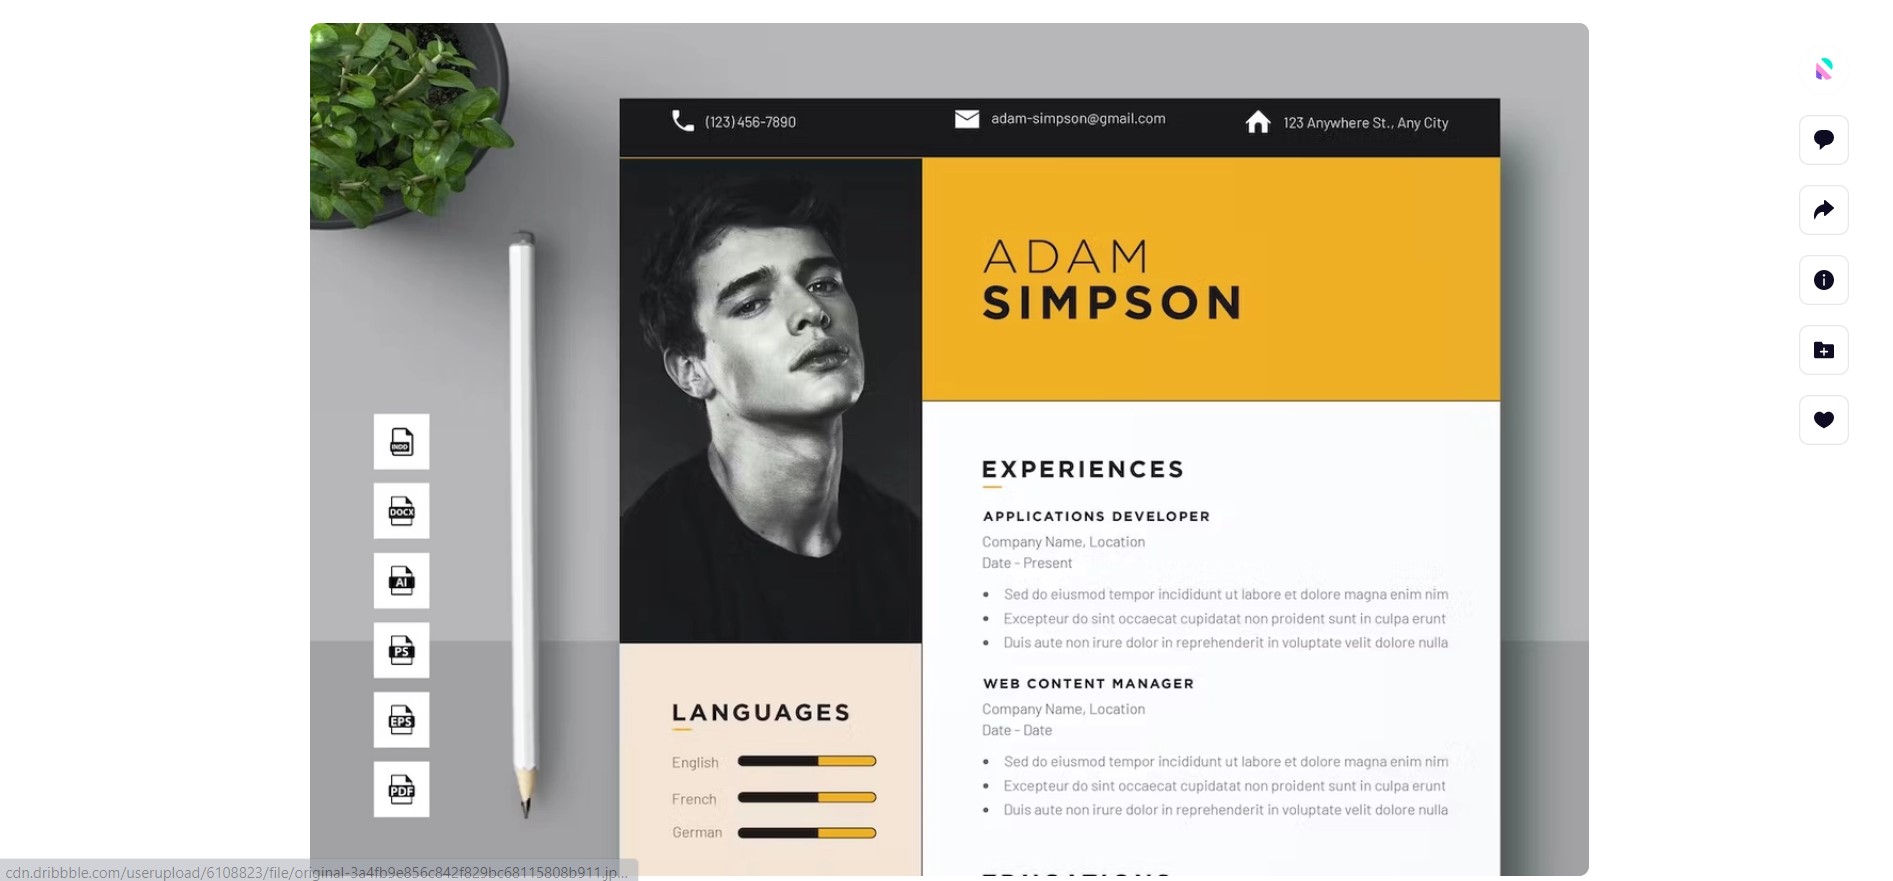 (123) 456-7890
adam-simpson@gmail.com
123 Anywhere St., Any City
ADAM
SIMPSON
INDD
DOCX
AI
PS
EPS
PDF
LANGUAGES
English
French
German
EXPERIENCES
APPLICATIONS DEVELOPER
Company Name, Location
Date - Present
• Sed do eiusmod tempor incididunt ut labore et dolore magna enim nim
• Excepteur do sint occaecat cupidatat non proident sunt in culpa erunt
• Duis aute non irure dolor in reprehenderit in voluptate velit dolore nulla
WEB CONTENT MANAGER
Company Name, Location
Date - Date
• Sed do eiusmod tempor incididunt ut labore et dolore magna enim nim
• Excepteur do sint occaecat cupidatat non proident sunt in culpa erunt
• Duis aute non irure dolor in reprehenderit in voluptate velit dolore nulla
EDUCATIONS
cdn.dribbble.com/userupload/6108823/file/original-3a4fb9e856c842f829bc68115808b911.jp...